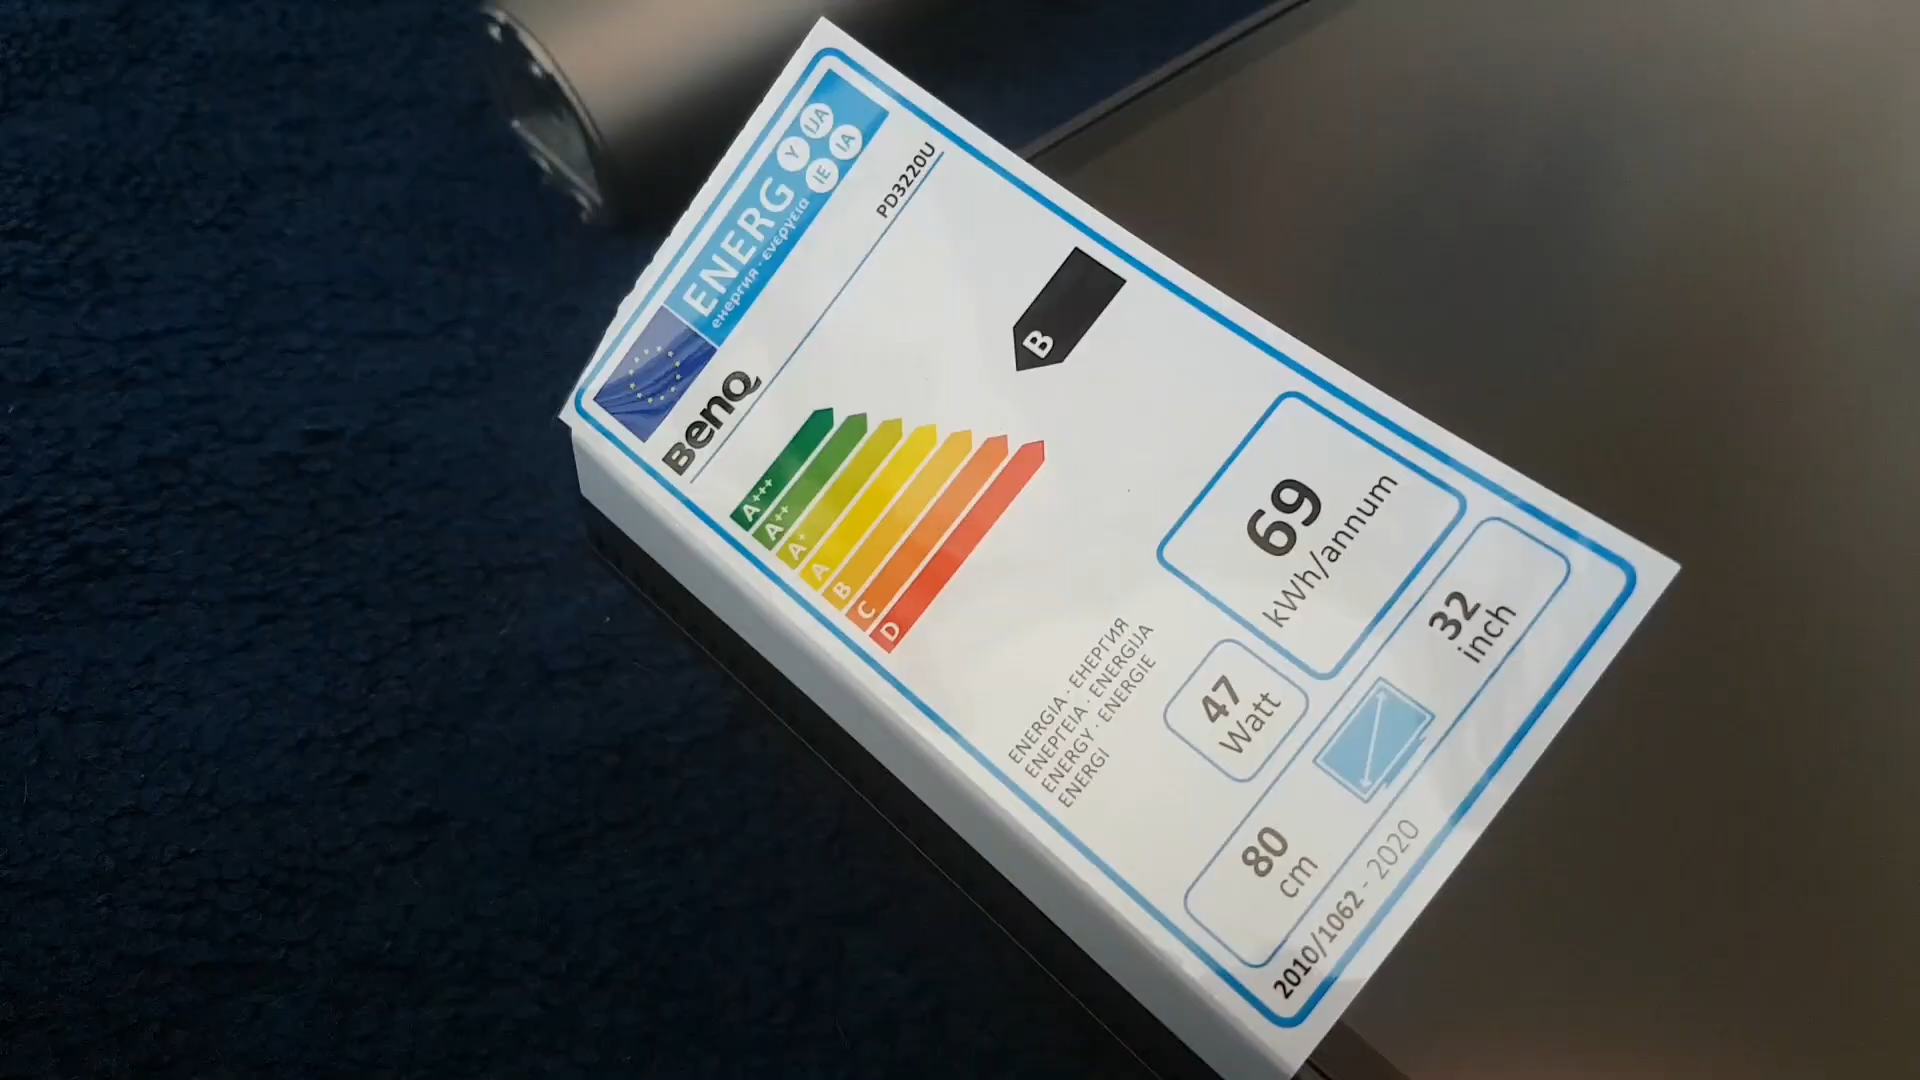 ENERG Y IJA
IE IA
енергия · ενεργεια
BenQ PD3220U
A+++
A++
A+
A
B
C
D
B
69
kWh/annum
ENERGIA · ЕНЕРГИЯ
ΕΝΕΡΓΕΙΑ · ENERGIJA
ENERGY · ENERGIE
ENERGI
47
Watt
80
cm
32
inch
2010/1062 - 2020